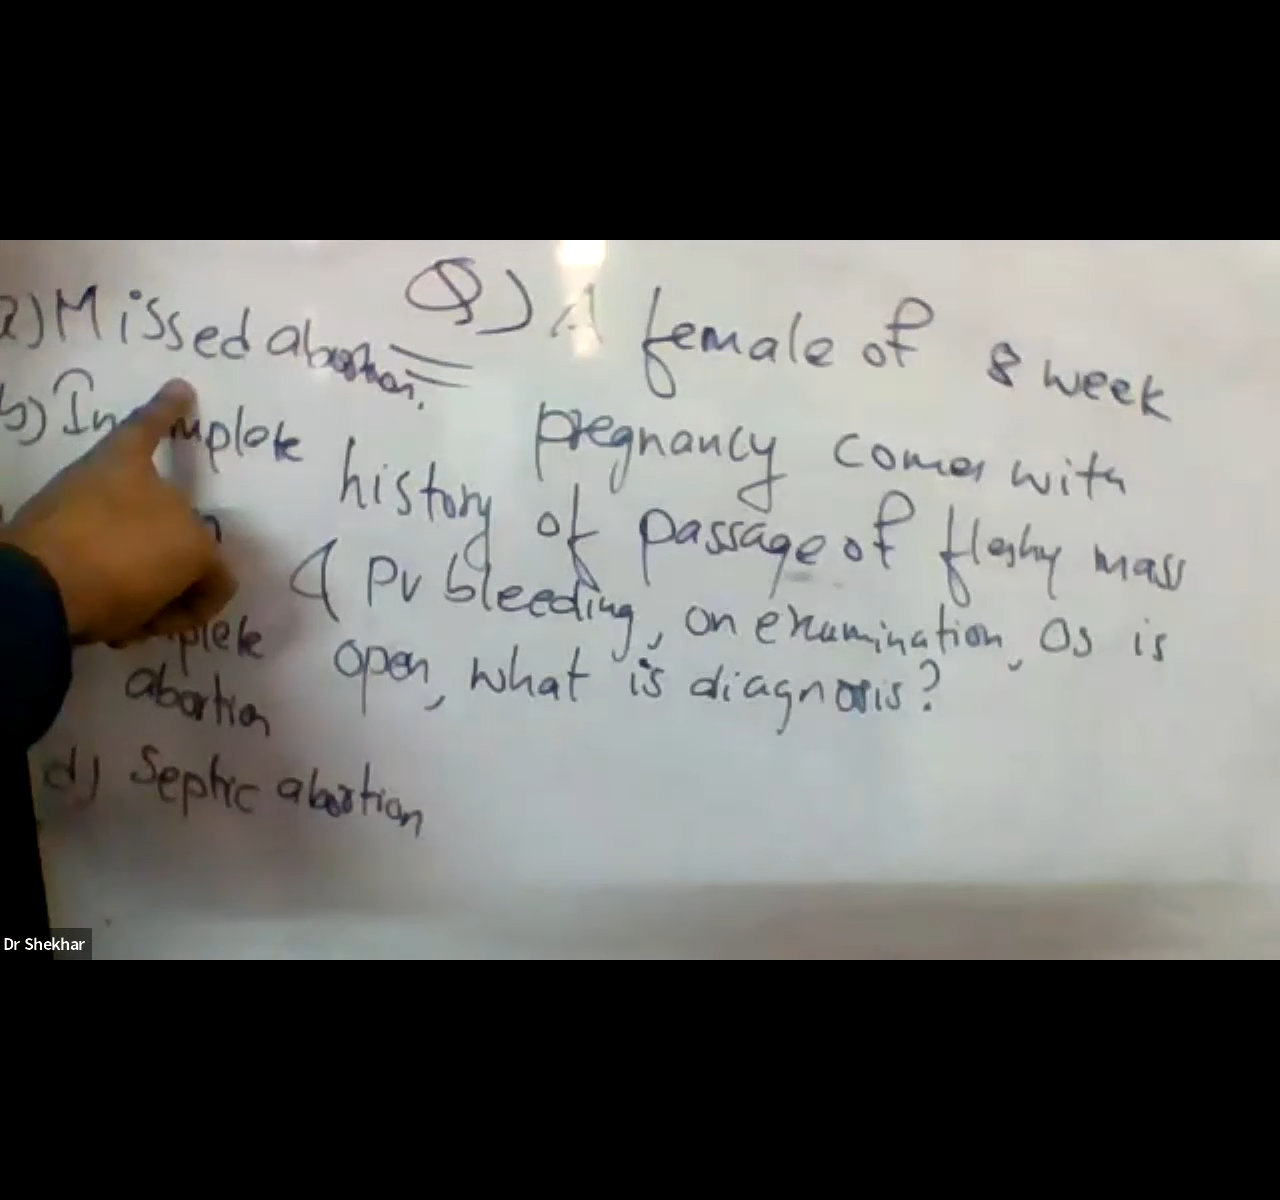 a) Missed abortion.
b) Incomplete
complete
abortion
d) Septic abortion
Q) A female of 8 week
pregnancy comes with
history of passage of fleshy mass
& PV bleeding, on examination, Os is
open, what is diagnosis?
Dr Shekhar